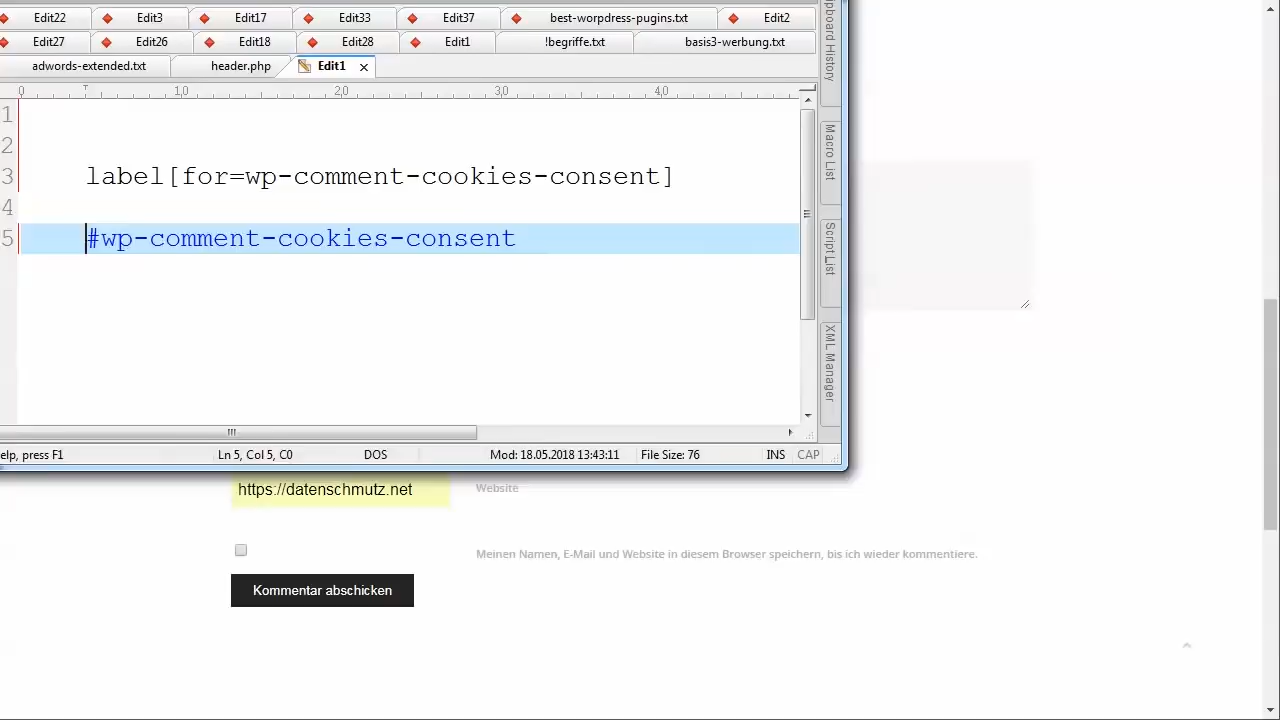 Edit22 Edit3 Edit17 Edit33 Edit37 best-worpdress-pugins.txt Edit2
Edit27 Edit26 Edit18 Edit28 Edit1 !begriffe.txt basis3-werbung.txt
adwords-extended.txt header.php Edit1
0 1,0 2,0 3,0 4,0
1
2
3 label[for=wp-comment-cookies-consent]
4
5 #wp-comment-cookies-consent
pboard History
Macro List
Script List
XML Manager
elp, press F1 Ln 5, Col 5, C0 DOS Mod: 18.05.2018 13:43:11 File Size: 76 INS CAP
https://datenschmutz.net Website
Meinen Namen, E-Mail und Website in diesem Browser speichern, bis ich wieder kommentiere.
Kommentar abschicken